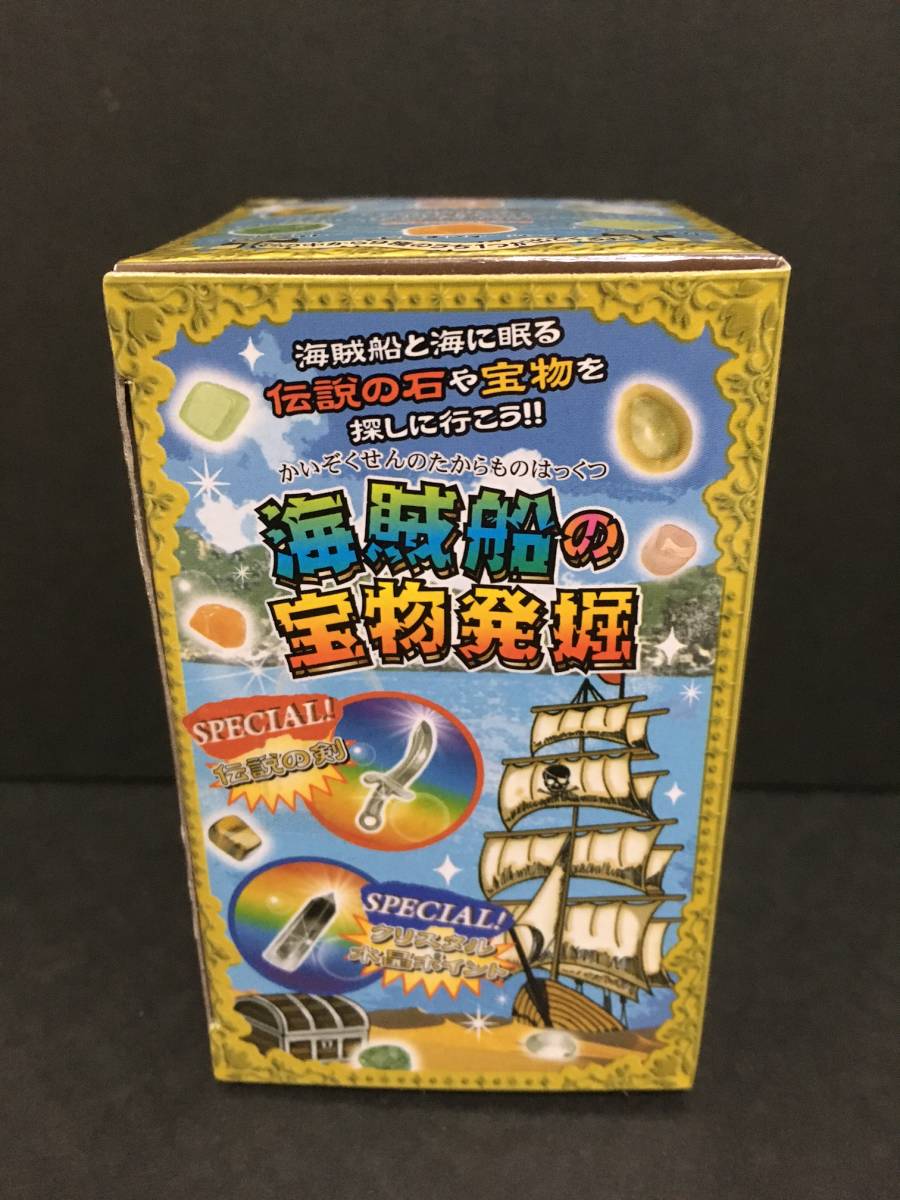 海賊船と海に眠る
伝説の石や宝物を
探しに行こう!!
かいぞくせんのたからものはっくつ
海賊船の
宝物発掘
SPECIAL!
伝説の剣
SPECIAL!
クリスタル
水晶ポイント